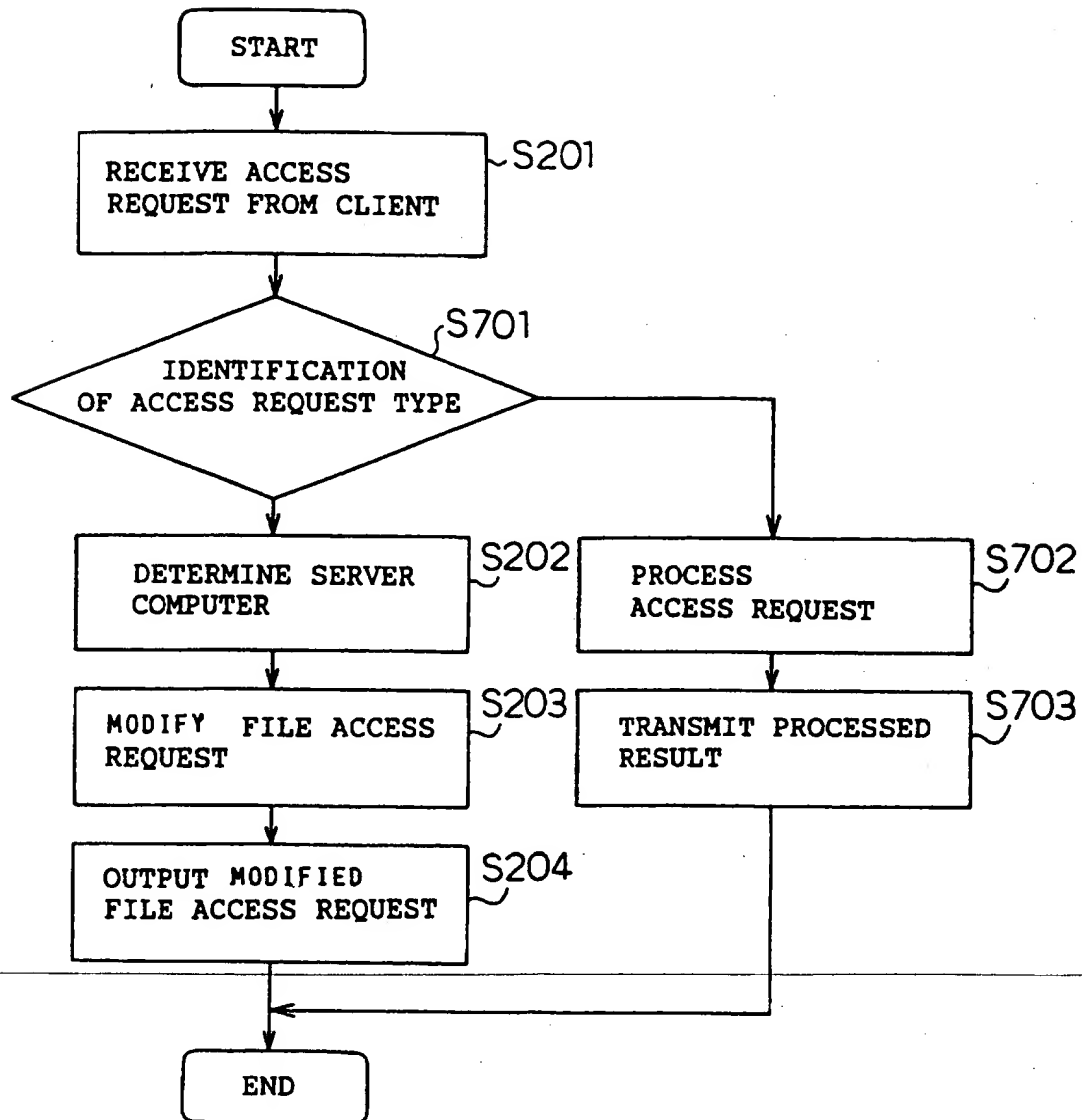 START
RECEIVE ACCESS
REQUEST FROM CLIENT
S201
IDENTIFICATION
OF ACCESS REQUEST TYPE
S701
DETERMINE SERVER
COMPUTER
S202
PROCESS
ACCESS REQUEST
S702
MODIFY FILE ACCESS
REQUEST
S203
TRANSMIT PROCESSED
RESULT
S703
OUTPUT MODIFIED
FILE ACCESS REQUEST
S204
END